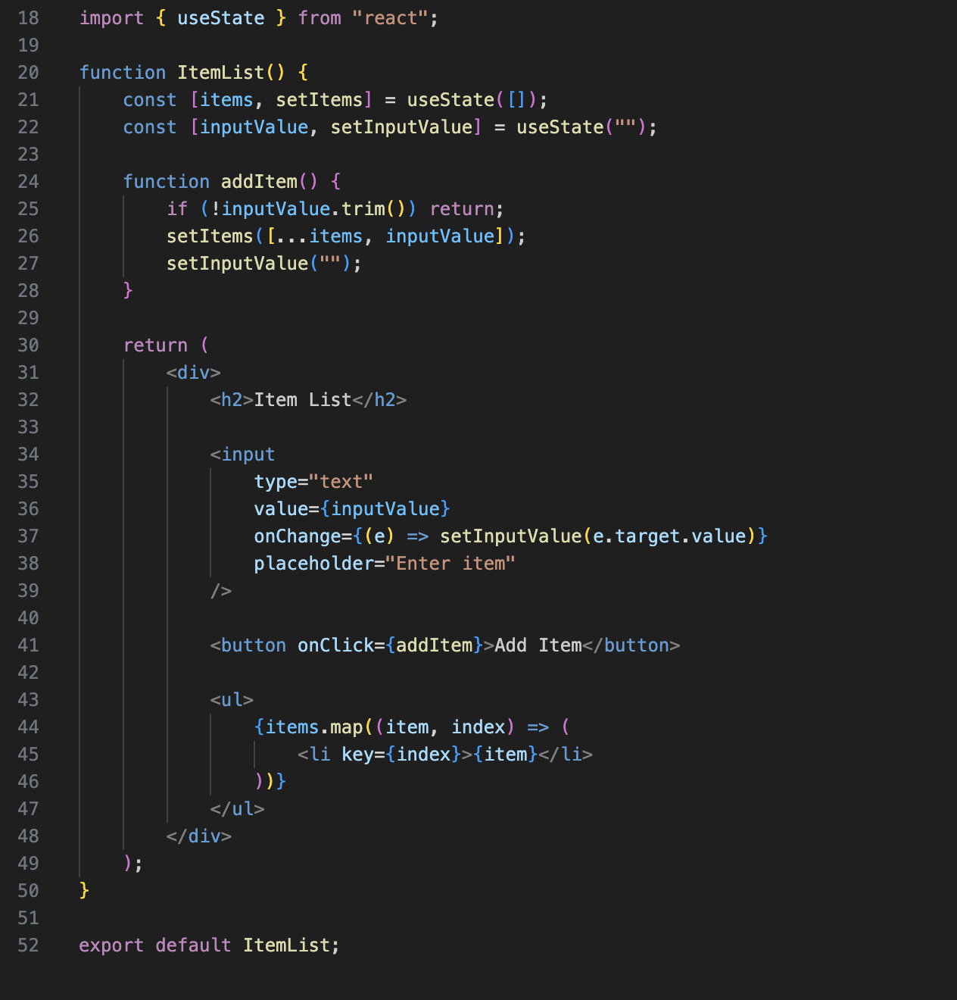 18 import { useState } from "react";
19
20 function ItemList() {
21     const [items, setItems] = useState([]);
22     const [inputValue, setInputValue] = useState("");
23
24     function addItem() {
25         if (!inputValue.trim()) return;
26         setItems([...items, inputValue]);
27         setInputValue("");
28     }
29
30     return (
31         <div>
32             <h2>Item List</h2>
33
34             <input
35                 type="text"
36                 value={inputValue}
37                 onChange={(e) => setInputValue(e.target.value)}
38                 placeholder="Enter item"
39             />
40
41             <button onClick={addItem}>Add Item</button>
42
43             <ul>
44                 {items.map((item, index) => (
45                     <li key={index}>{item}</li>
46                 ))}
47             </ul>
48         </div>
49     );
50 }
51
52 export default ItemList;